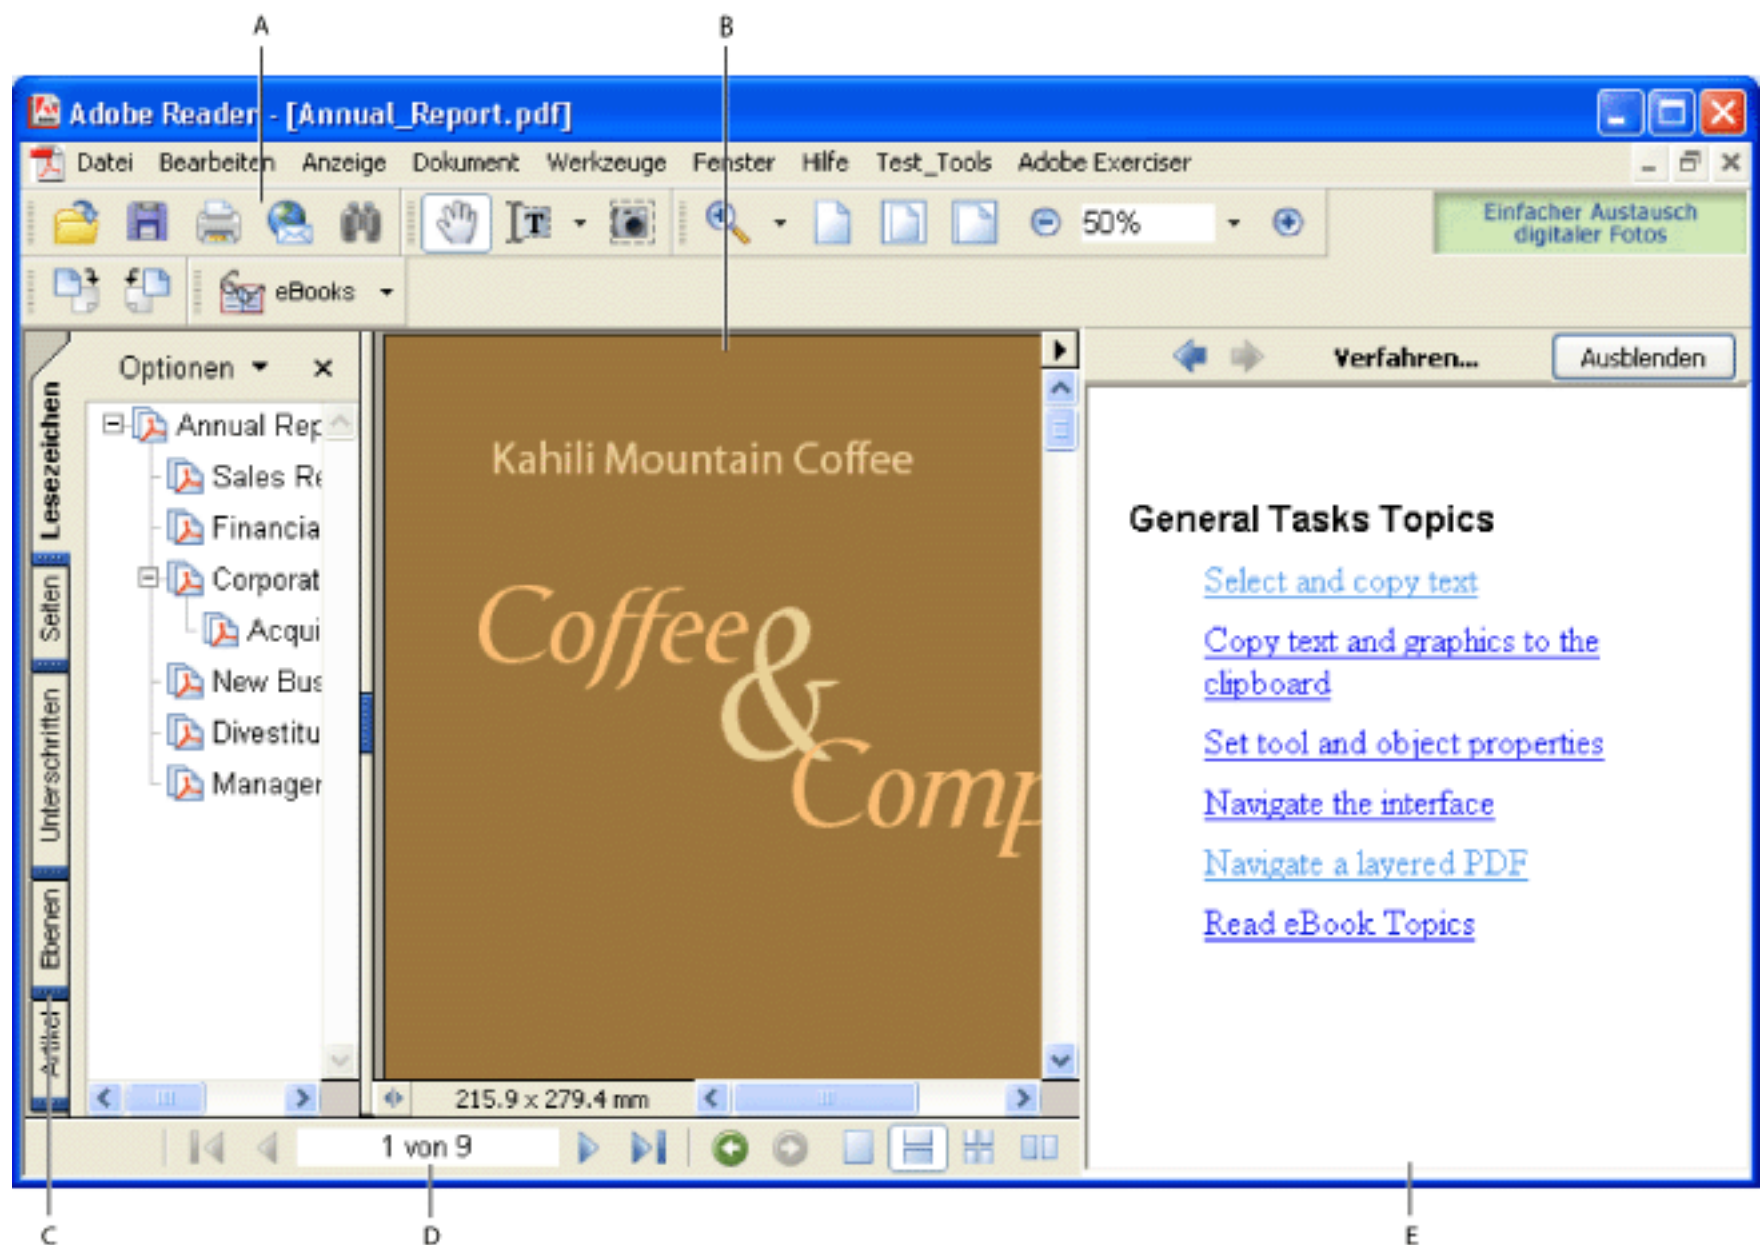 A
B
Adobe Reader - [Annual_Report.pdf]
Datei Bearbeiten Anzeige Dokument Werkzeuge Fenster Hilfe Test_Tools Adobe Exerciser
T
50%
Einfacher Austausch
digitaler Fotos
eBooks
Optionen
Verfahren...
Ausblenden
Lesezeichen
Seiten
Unterschriften
Ebenen
Artikel
Annual Rep
Sales Re
Financia
Corporat
Acqui
New Bus
Divestitu
Manager
Kahili Mountain Coffee
Coffee
&
Comp
215.9 x 279.4 mm
1 von 9
General Tasks Topics
Select and copy text
Copy text and graphics to the
clipboard
Set tool and object properties
Navigate the interface
Navigate a layered PDF
Read eBook Topics
C
D
E